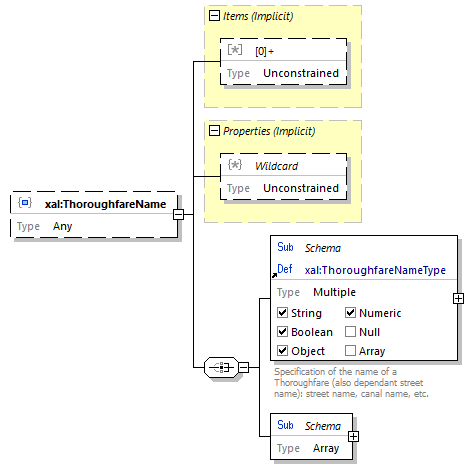 Items (Implicit)
[0]+
Type Unconstrained
Properties (Implicit)
Wildcard
Type Unconstrained
xal:ThoroughfareName
Type Any
Sub Schema
Def xal:ThoroughfareNameType
Type Multiple
String Numeric
Boolean Null
Object Array
Specification of the name of a
Thoroughfare (also dependant street
name): street name, canal name, etc.
Sub Schema
Type Array